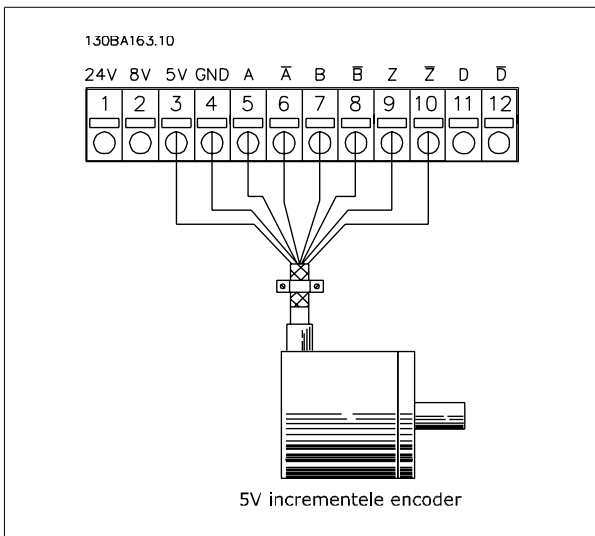 130BA163.10
24V 8V 5V GND A A̅ B B̅ Z Z̅ D D̅
1 2 3 4 5 6 7 8 9 10 11 12
5V incrementele encoder